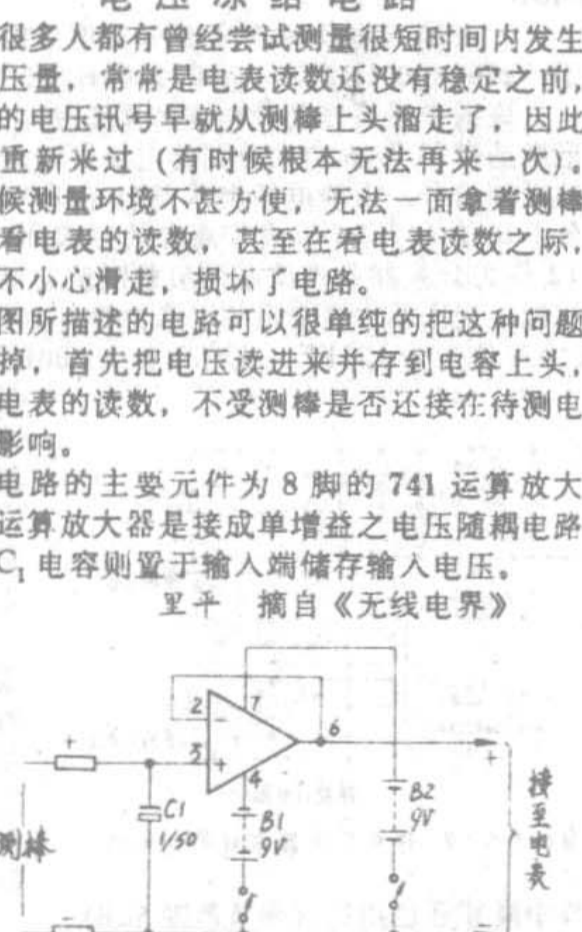 电压冻结电路
很多人都有曾经尝试测量很短时间内发生
压量，常常是电表读数还没有稳定之前，
的电压讯号早就从测棒上头溜走了，因此
重新来过（有时候根本无法再来一次）。
候测量环境不甚方便，无法一面拿着测棒
看电表的读数，甚至在看电表读数之际，
不小心滑走，损坏了电路。
图所描述的电路可以很单纯的把这种问题
掉，首先把电压读进来并存到电容上头，
电表的读数，不受测棒是否还接在待测电
影响。
电路的主要元件为 8 脚的 741 运算放大
运算放大器是接成单增益之电压随耦电路
C₁ 电容则置于输入端储存输入电压。
里平 摘自《无线电界》
2
-
7
6
3
+
4
+
+
C1
1/50
B1
9V
B2
9V
测棒
接至电表
-
-